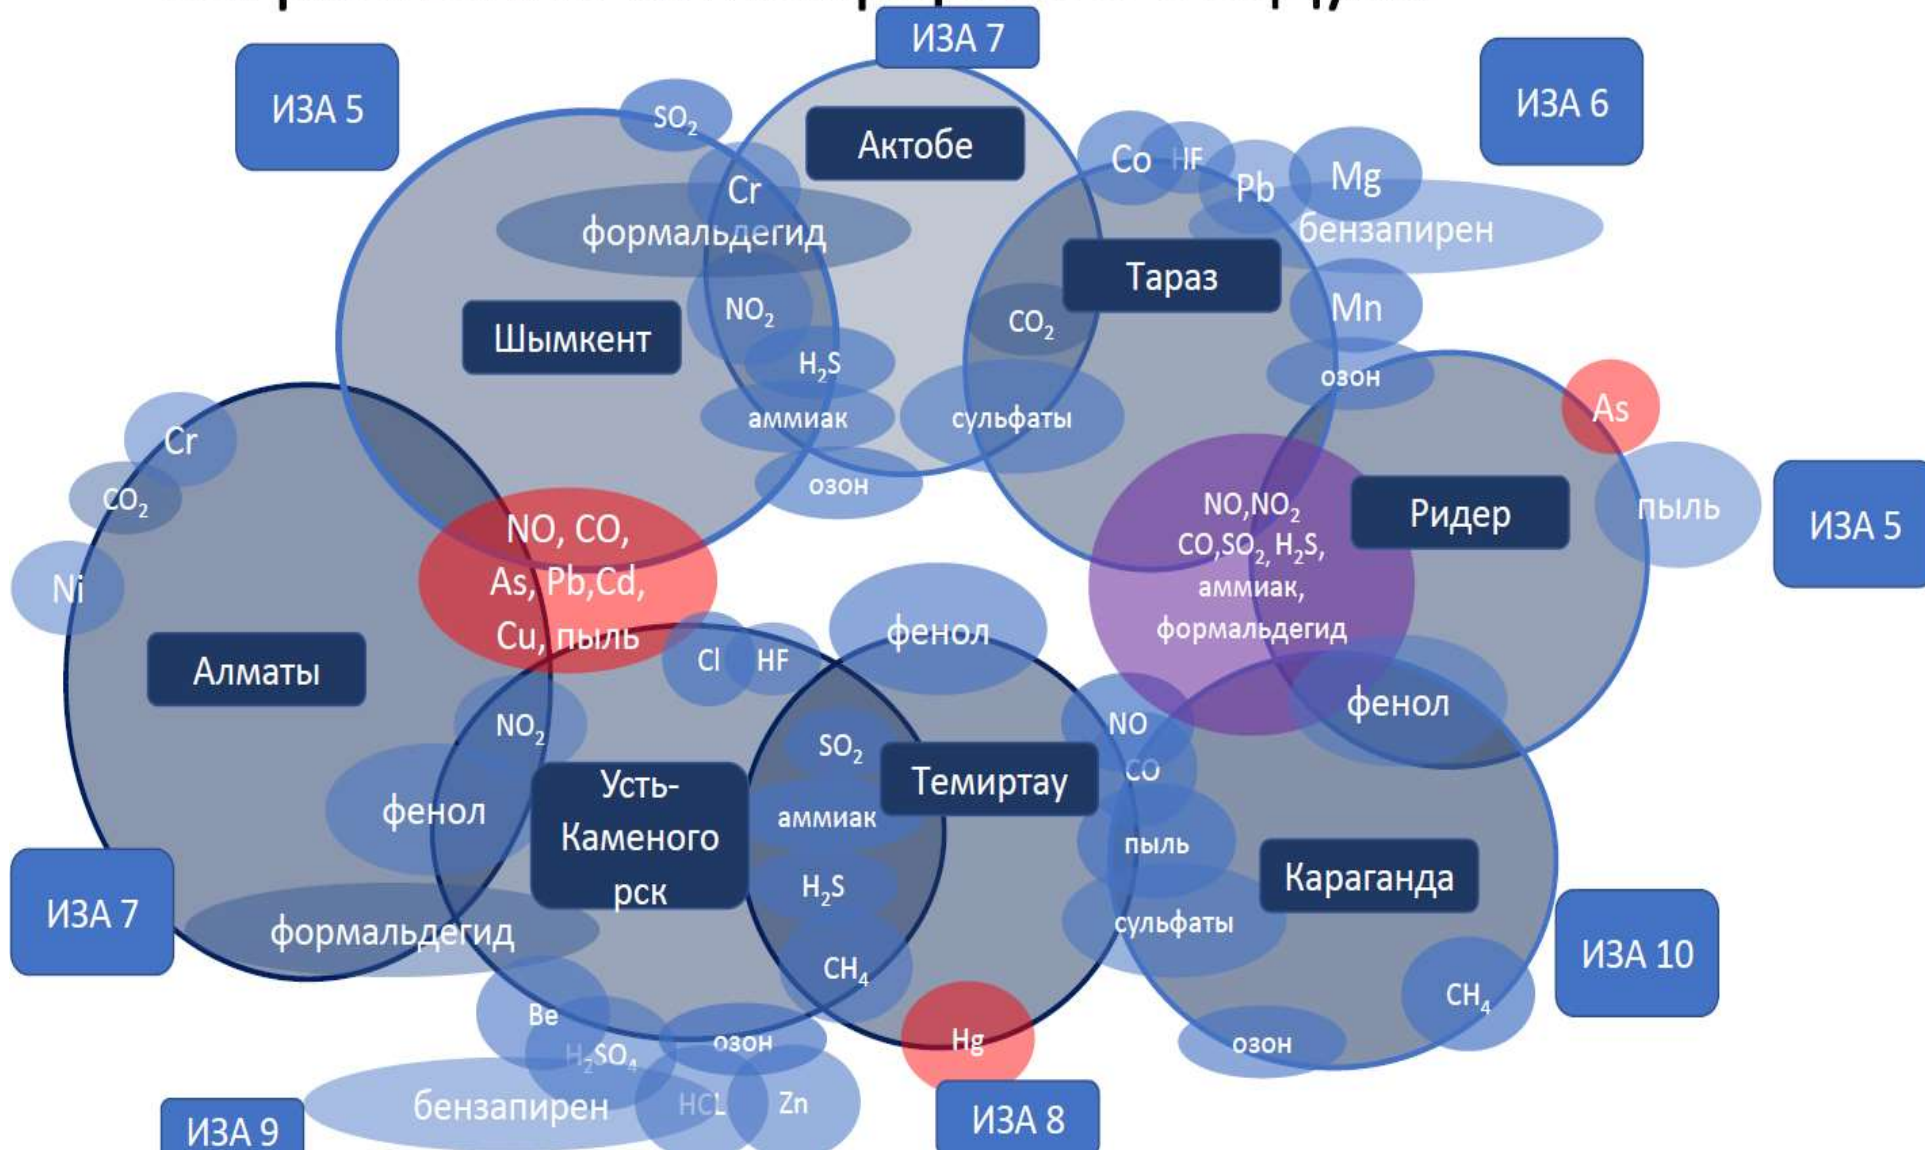 ИЗА 7
ИЗА 5
ИЗА 6
SO₂
Актобе
Cr
формальдегид
Co
HF
Pb
Mg
бензапирен
Тараз
NO₂
Шымкент
CO₂
Mn
H₂S
озон
аммиак
сульфаты
As
озон
Cr
CO₂
Ni
Алматы
NO, CO,
As, Pb,Cd,
Cu, пыль
NO,NO₂
CO,SO₂, H₂S,
аммиак,
формальдегид
Ридер
пыль
ИЗА 5
Cl
HF
фенол
фенол
NO₂
SO₂
NO
CO
фенол
Усть-
Каменого
рск
аммиак
Темиртау
пыль
Караганда
H₂S
сульфаты
ИЗА 7
формальдегид
CH₄
ИЗА 10
CH₄
Be
H₂SO₄
озон
Hg
озон
бензапирен
HCL
Zn
ИЗА 9
ИЗА 8